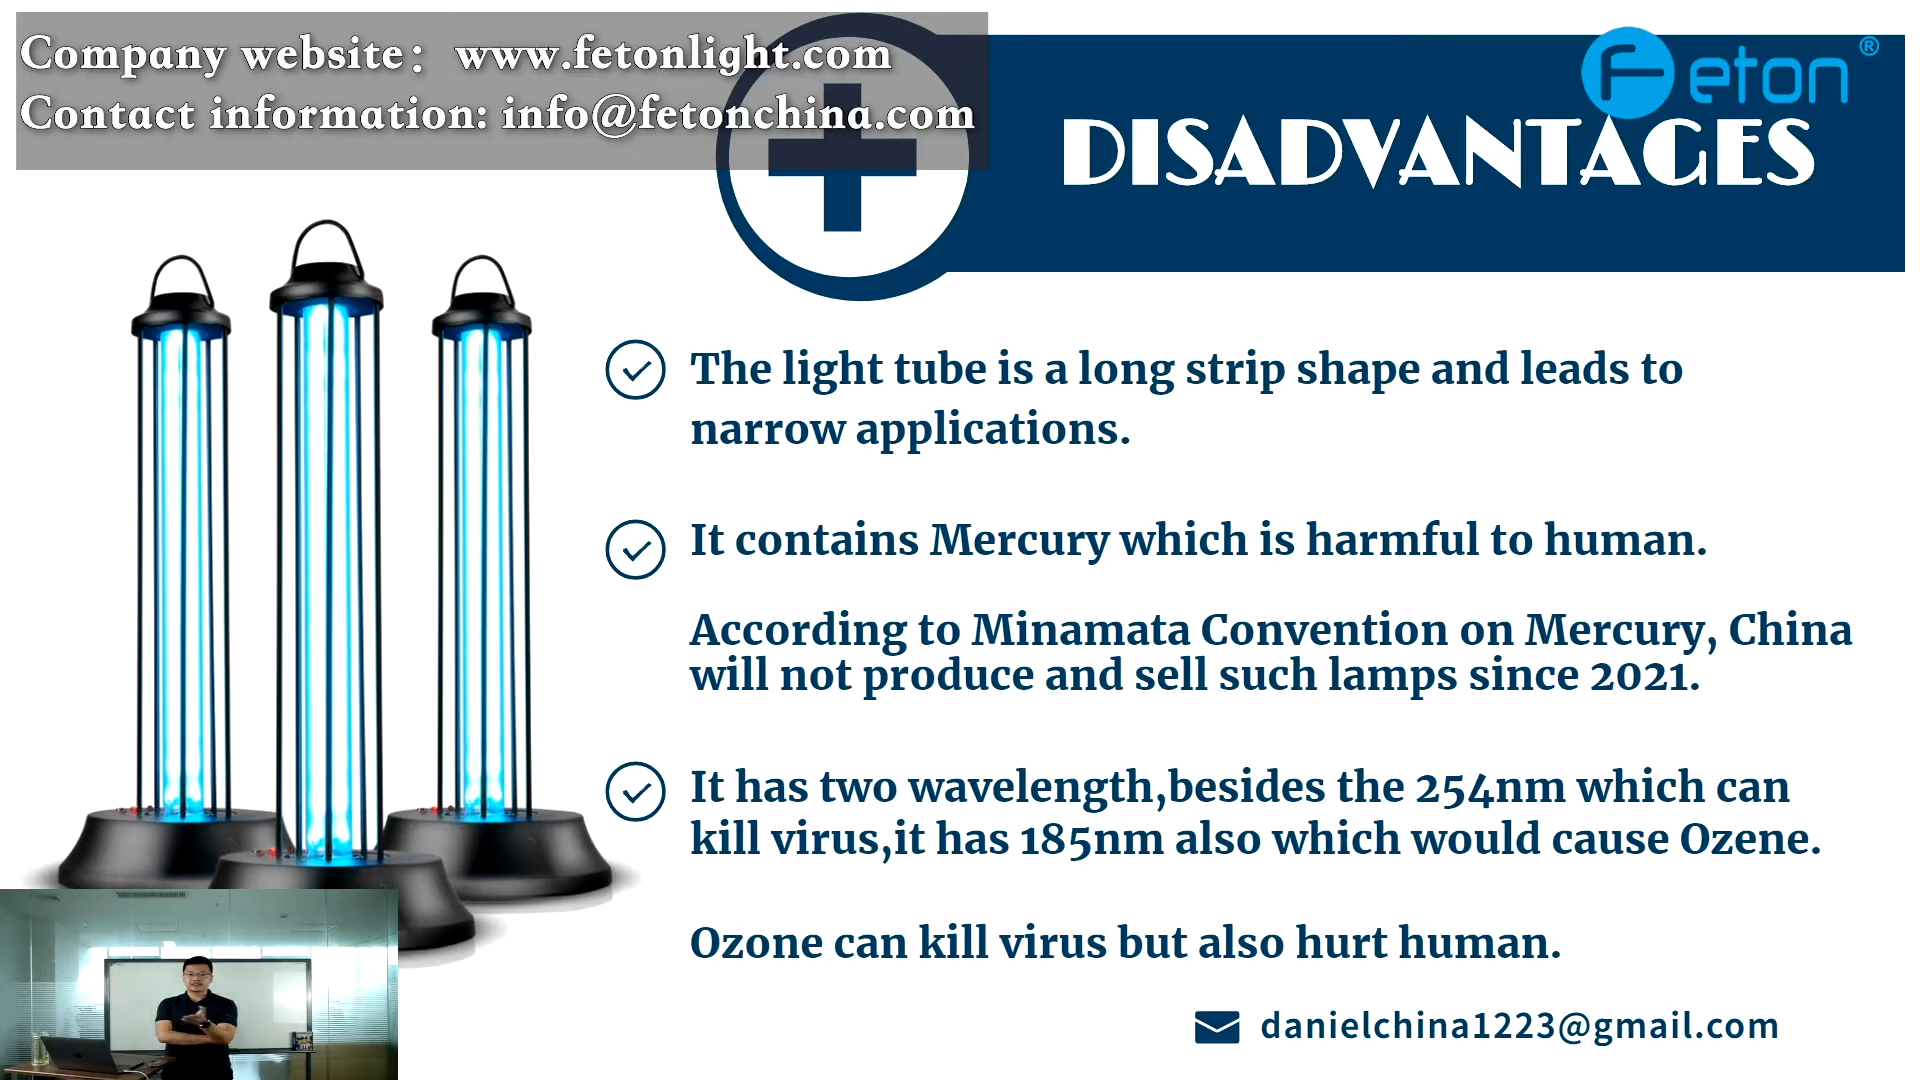 Company website： www.fetonlight.com
Contact information: info@fetonchina.com
Feton®
DISADVANTAGES
The light tube is a long strip shape and leads to
narrow applications.
It contains Mercury which is harmful to human.
According to Minamata Convention on Mercury, China
will not produce and sell such lamps since 2021.
It has two wavelength,besides the 254nm which can
kill virus,it has 185nm also which would cause Ozene.
Ozone can kill virus but also hurt human.
danielchina1223@gmail.com